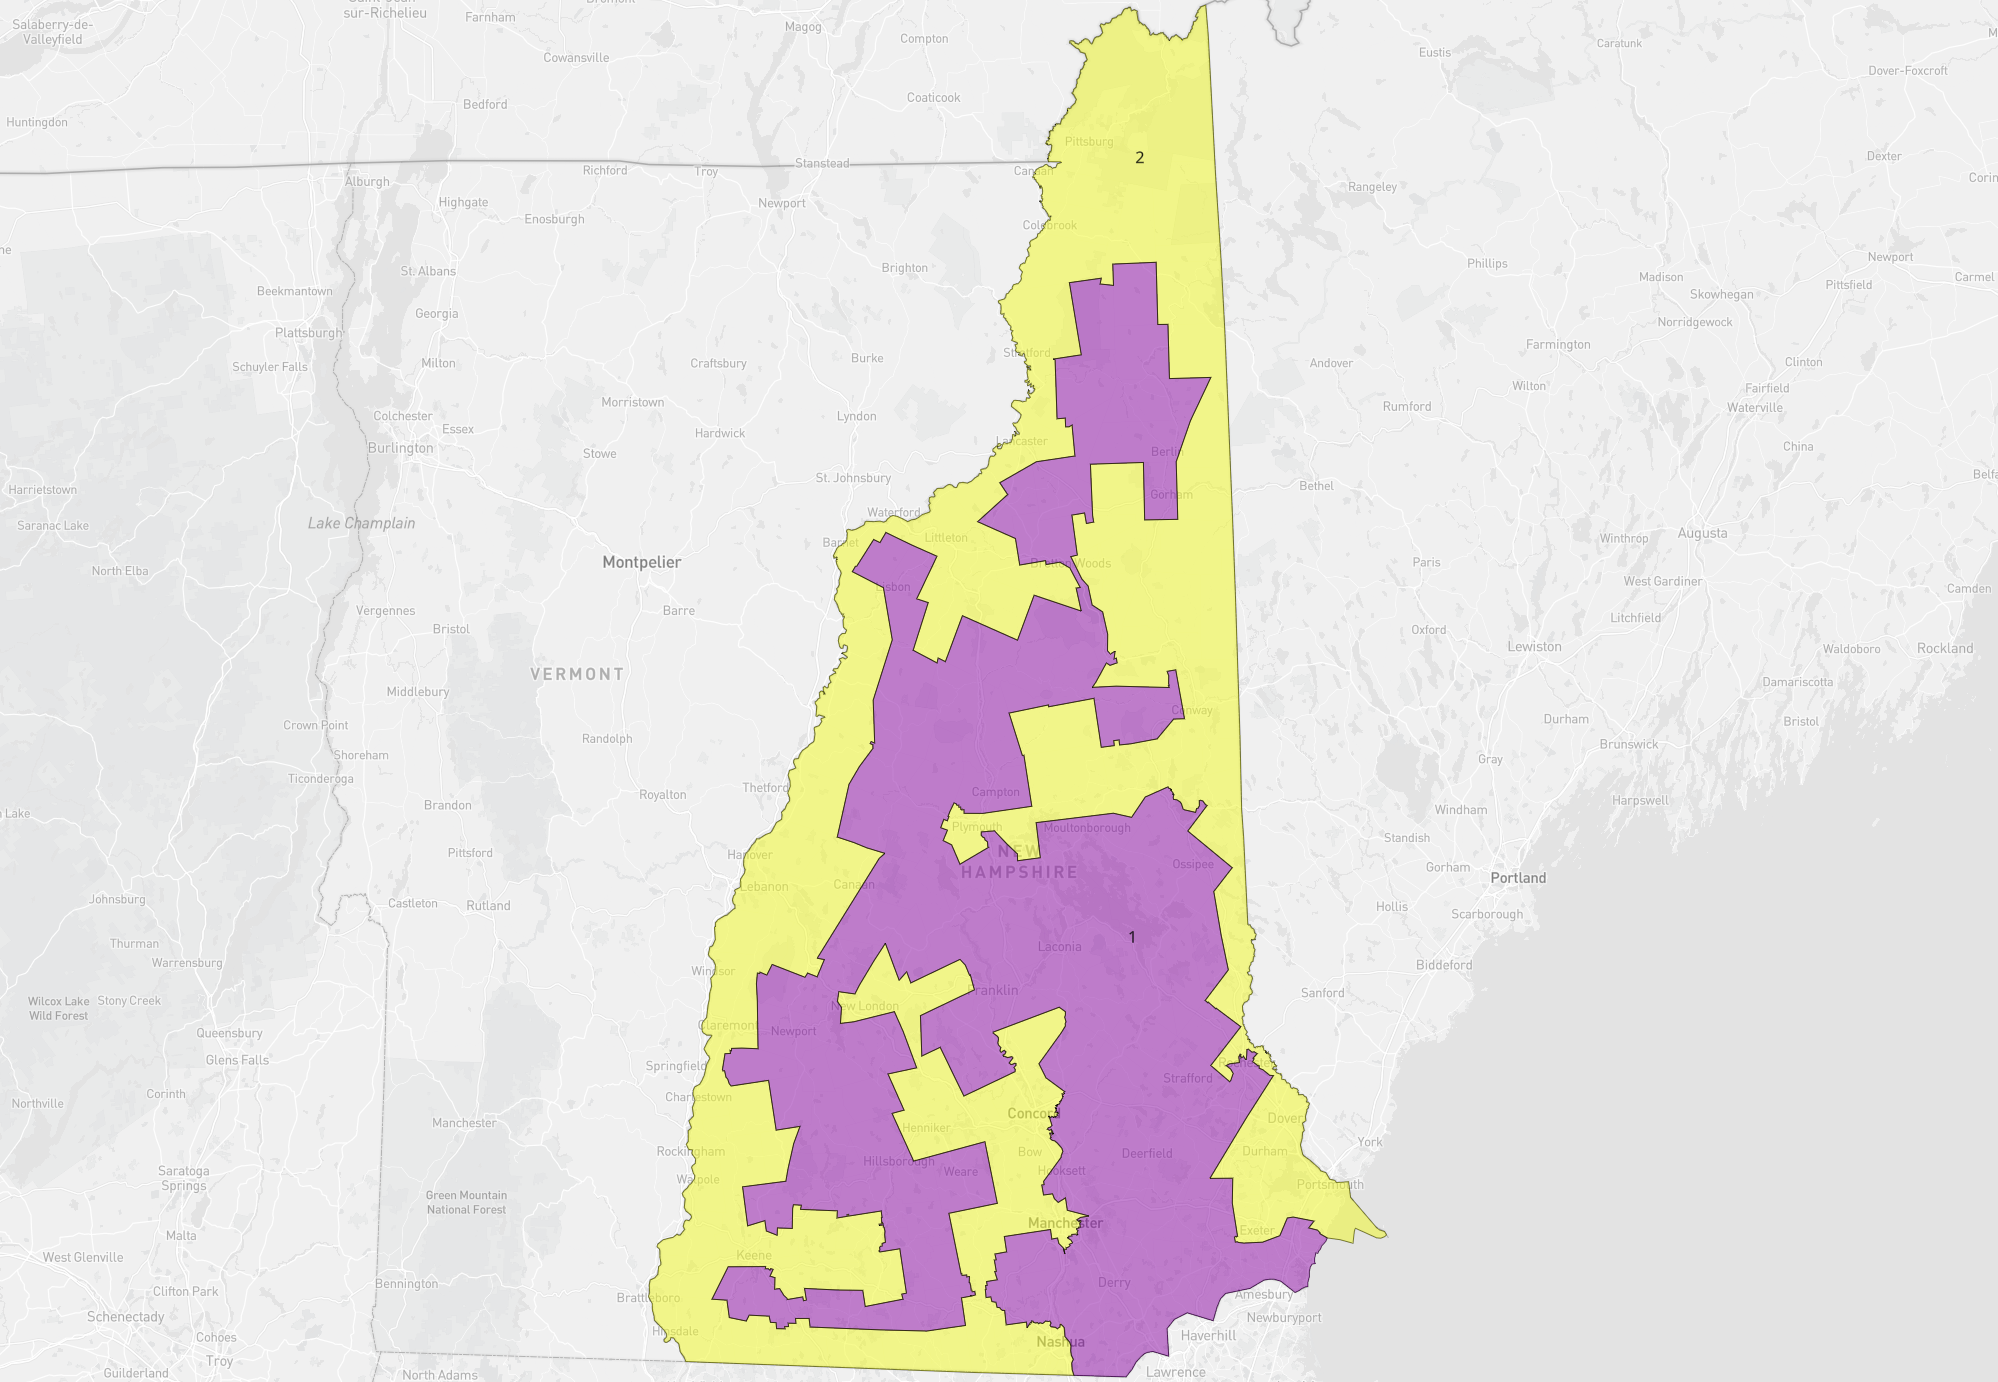 Salaberry-de-
Valleyfield
sur-Richelieu
Farnham
Magog
Compton
Cowansville
Eustis
Caratunk
Dover-Foxcroft
Huntingdon
Bedford
Coaticook
Pittsburg
2
Dexter
Stanstead
Canaan
Alburgh
Richford
Troy
Rangeley
Highgate
Enosburgh
Newport
Colebrook
St. Albans
Brighton
Phillips
Madison
Newport
Carmel
Beekmantown
Georgia
Pittsfield
Skowhegan
Plattsburgh
Norridgewock
Schuyler Falls
Milton
Craftsbury
Burke
Stratford
Andover
Farmington
Clinton
Wilton
Fairfield
Morristown
Lyndon
Rumford
Waterville
Colchester
Essex
Hardwick
Lancaster
China
Burlington
Stowe
Berlin
Harrietstown
St. Johnsbury
Bethel
Gorham
Saranac Lake
Lake Champlain
Waterford
Littleton
Barnet
Winthrop
Augusta
Montpelier
Bretton Woods
Paris
North Elba
Lisbon
West Gardiner
Camden
Vergennes
Barre
Litchfield
Bristol
Oxford
Lewiston
Waldoboro
Rockland
VERMONT
Middlebury
Damariscotta
Crown Point
Randolph
Conway
Durham
Bristol
Shoreham
Brunswick
Gray
Ticonderoga
Thetford
Royalton
Campton
Harpswell
Brandon
Windham
Plymouth
Moultonborough
Standish
Pittsford
Hanover
NEW
HAMPSHIRE
Ossipee
Gorham
Portland
Lebanon
Canaan
Johnsburg
Castleton
Rutland
Hollis
Scarborough
Thurman
Laconia
1
Warrensburg
Windsor
Biddeford
Wilcox Lake
Wild Forest
Stony Creek
New London
Franklin
Sanford
Queensbury
Claremont
Newport
Glens Falls
Springfield
Rochester
Strafford
Corinth
Charlestown
Northville
Manchester
Concord
Henniker
Dover
York
Rockingham
Bow
Deerfield
Durham
Hillsborough
Weare
Hooksett
Saratoga
Springs
Walpole
Portsmouth
Green Mountain
National Forest
Malta
Manchester
Exeter
West Glenville
Keene
Bennington
Derry
Clifton Park
Brattleboro
Amesbury
Schenectady
Newburyport
Cohoes
Hinsdale
Nashua
Haverhill
Troy
Guilderland
North Adams
Lawrence